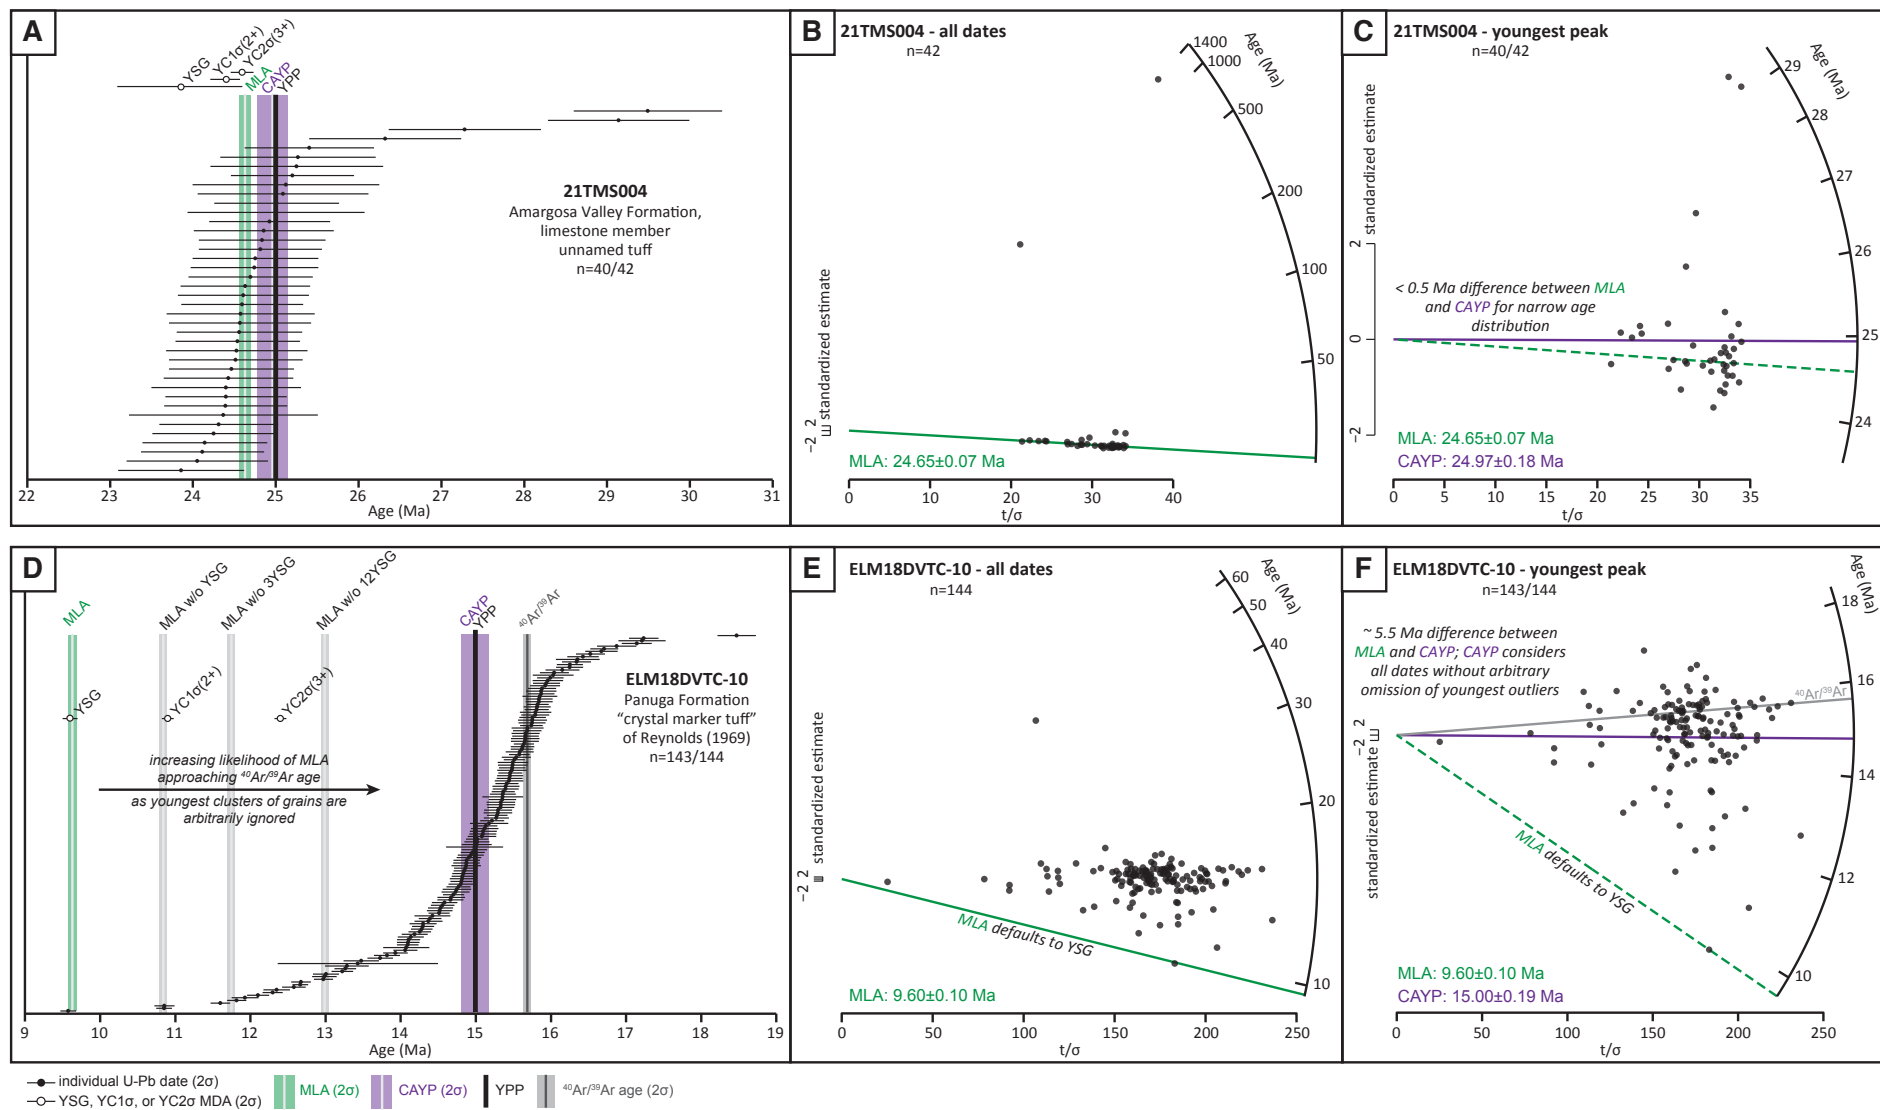 A
YSG
YC1σ(2+)
YC2σ(3+)
MLA
CAYP
YPP
21TMS004
Amargosa Valley Formation,
limestone member
unnamed tuff
n=40/42
22 23 24 25 26 27 28 29 30 31
Age (Ma)
B
21TMS004 - all dates
n=42
Age (Ma)
1400
1000
500
200
100
50
−2 2
standardized estimate
MLA: 24.65±0.07 Ma
0 10 20 30 40
t/σ
C
21TMS004 - youngest peak
n=40/42
Age (Ma)
29
28
27
26
25
24
standardized estimate
2
0
−2
< 0.5 Ma difference between MLA
and CAYP for narrow age
distribution
MLA: 24.65±0.07 Ma
CAYP: 24.97±0.18 Ma
0 5 10 15 20 25 30 35
t/σ
D
MLA
MLA w/o YSG
MLA w/o 3YSG
MLA w/o 12YSG
CAYP
YPP
⁴⁰Ar/³⁹Ar
YSG
YC1σ(2+)
YC2σ(3+)
increasing likelihood of MLA
approaching ⁴⁰Ar/³⁹Ar age
as youngest clusters of grains are
arbitrarily ignored
ELM18DVTC-10
Panuga Formation
“crystal marker tuff”
of Reynolds (1969)
n=143/144
9 10 11 12 13 14 15 16 17 18 19
Age (Ma)
E
ELM18DVTC-10 - all dates
n=144
Age (Ma)
60
50
40
30
20
10
−2 2
standardized estimate
MLA defaults to YSG
MLA: 9.60±0.10 Ma
0 50 100 150 200 250
t/σ
F
ELM18DVTC-10 - youngest peak
n=143/144
Age (Ma)
18
16
14
12
10
~ 5.5 Ma difference between
MLA and CAYP; CAYP considers
all dates without arbitrary
omission of youngest outliers
⁴⁰Ar/³⁹Ar
−2 2
standardized estimate
MLA defaults to YSG
MLA: 9.60±0.10 Ma
CAYP: 15.00±0.19 Ma
0 50 100 150 200 250
t/σ
individual U-Pb date (2σ)
YSG, YC1σ, or YC2σ MDA (2σ)
MLA (2σ)
CAYP (2σ)
YPP
⁴⁰Ar/³⁹Ar age (2σ)